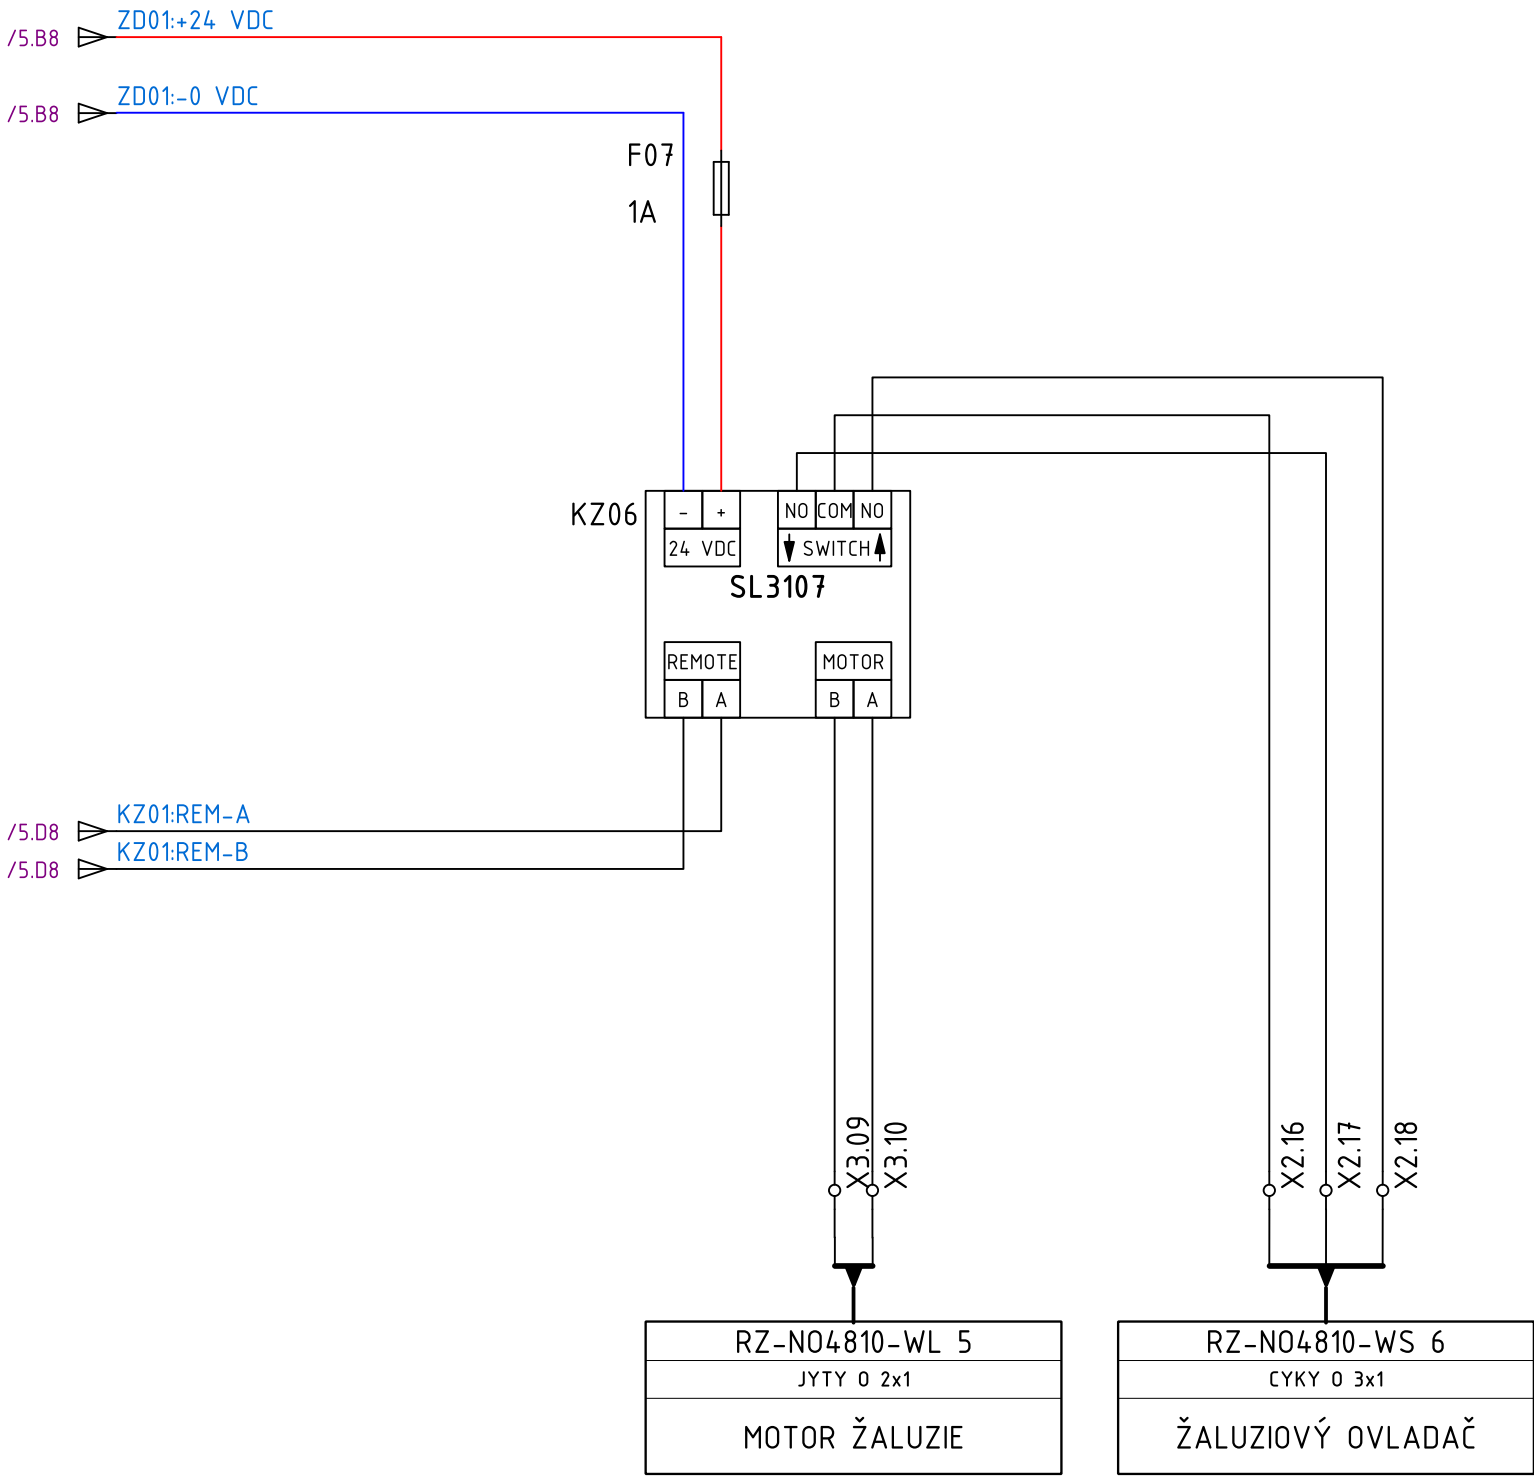 ZD01:+24 VDC
/5.B8
ZD01:-0 VDC
/5.B8
F07
1A
KZ06
- + NO COM NO
24 VDC SWITCH
SL3107
REMOTE MOTOR
B A B A
KZ01:REM-A
/5.D8
KZ01:REM-B
/5.D8
X3.09
X3.10
X2.16
X2.17
X2.18
RZ-NO4810-WL 5
JYTY O 2x1
MOTOR ŽALUZIE
RZ-NO4810-WS 6
CYKY O 3x1
ŽALUZIOVÝ OVLADAČ